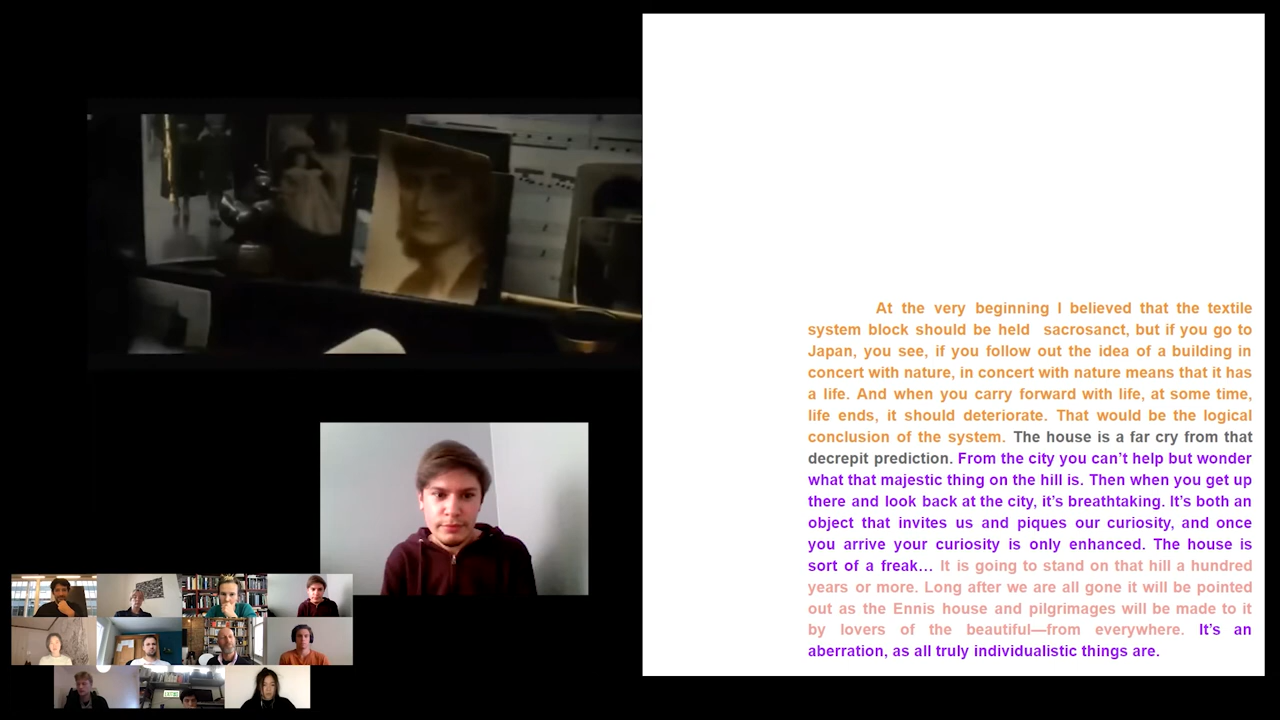 At the very beginning I believed that the textile
system block should be held sacrosanct, but if you go to
Japan, you see, if you follow out the idea of a building in
concert with nature, in concert with nature means that it has
a life. And when you carry forward with life, at some time,
life ends, it should deteriorate. That would be the logical
conclusion of the system. The house is a far cry from that
decrepit prediction. From the city you can’t help but wonder
what that majestic thing on the hill is. Then when you get up
there and look back at the city, it’s breathtaking. It’s both an
object that invites us and piques our curiosity, and once
you arrive your curiosity is only enhanced. The house is
sort of a freak… It is going to stand on that hill a hundred
years or more. Long after we are all gone it will be pointed
out as the Ennis house and pilgrimages will be made to it
by lovers of the beautiful—from everywhere. It’s an
aberration, as all truly individualistic things are.